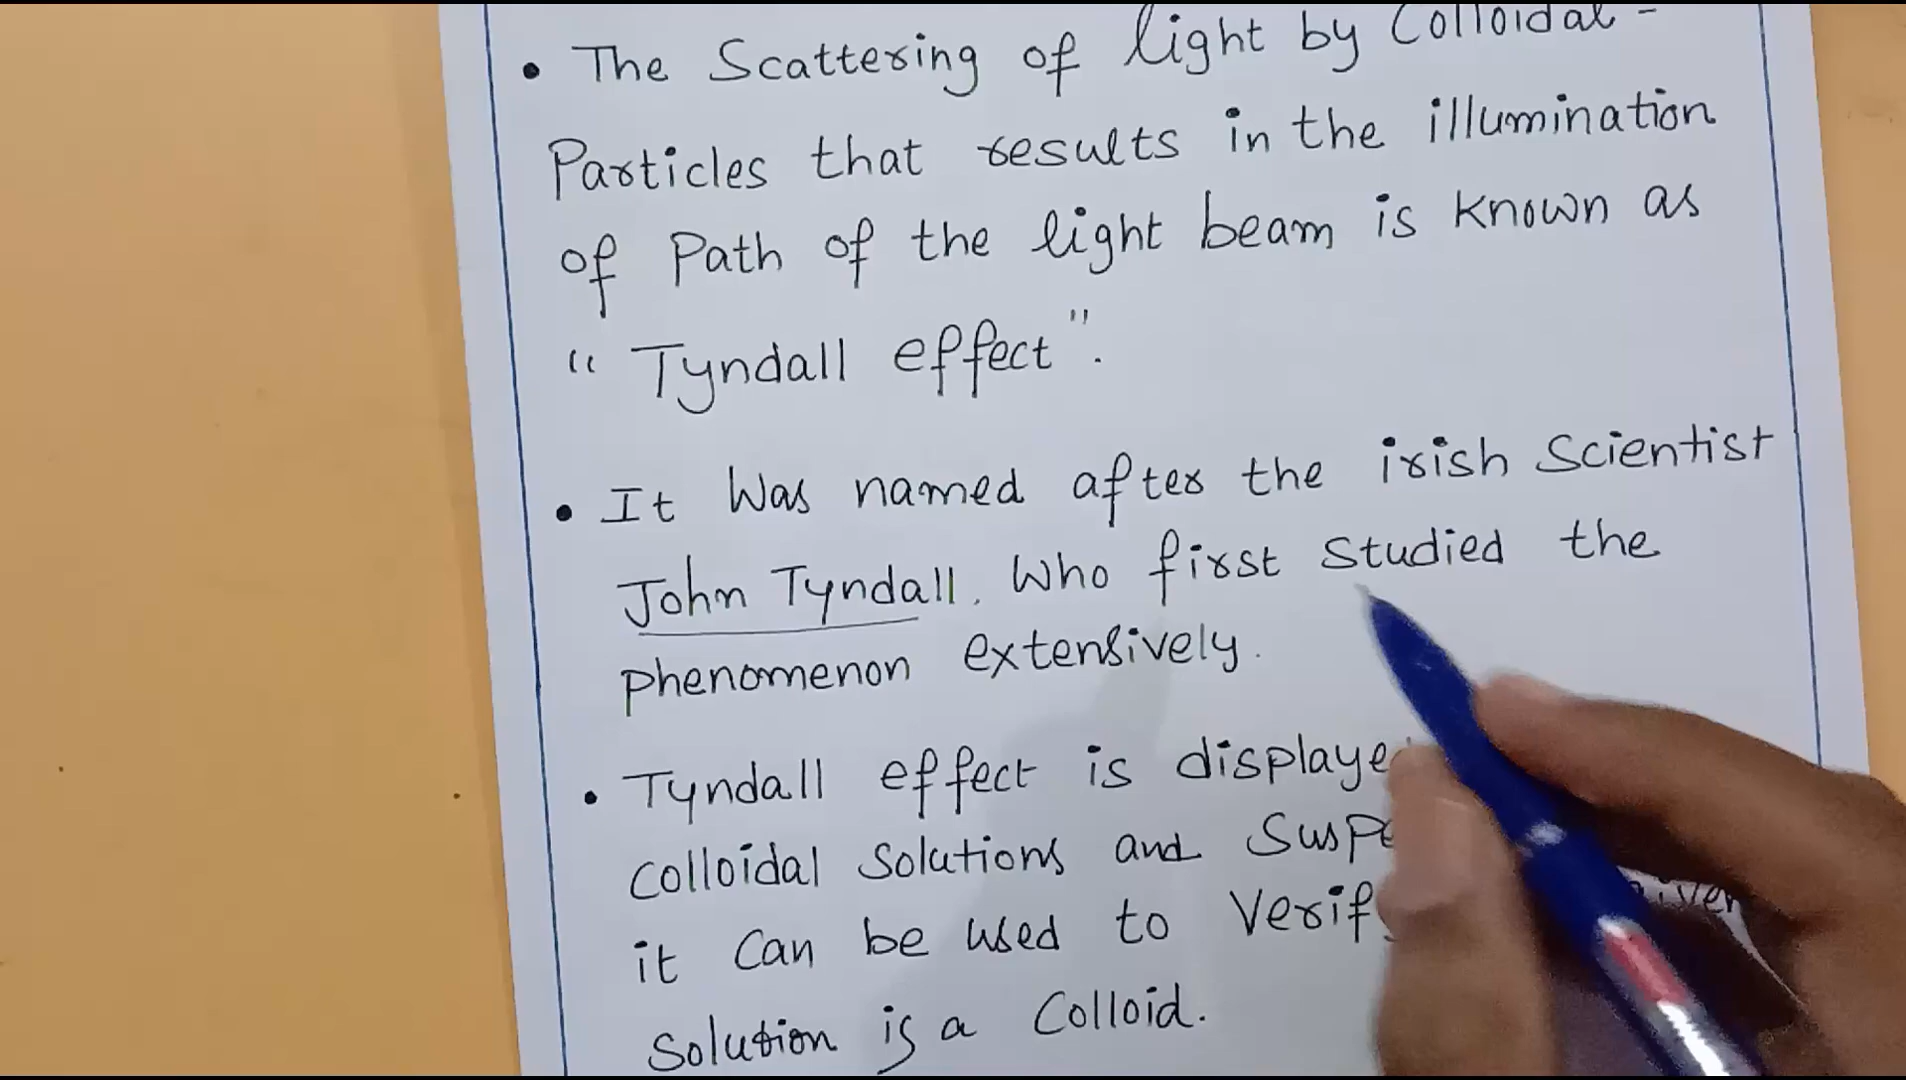 • The Scattering of light by Colloidal -
Particles that results in the illumination
of Path of the light beam is known as
“ Tyndall effect ”.
• It Was named after the irish Scientist
John Tyndall. Who first studied the
phenomenon extensively.
• Tyndall effect is displaye
colloidal solutions and Susp
it Can be used to Verif
solution is a Colloid.